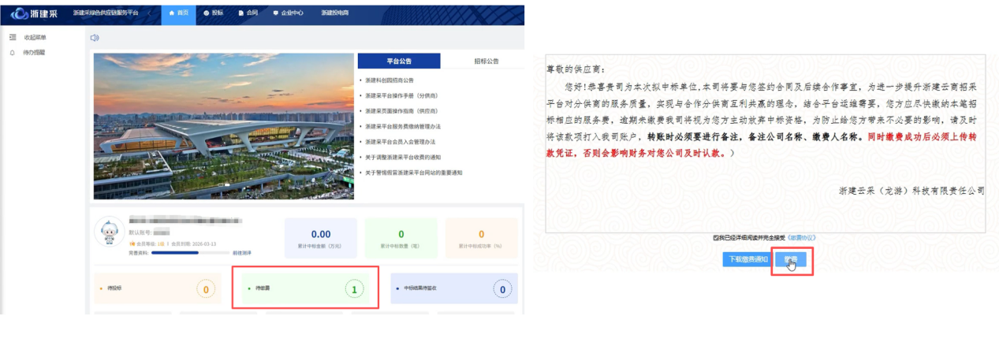 浙建采
浙建采绿色供应链服务平台
首页
投标
合同
企业中心
浙建投电商
收起菜单
待办提醒
平台公告
招标公告
浙建科创园招商公告
浙建采平台操作手册（分供商）
浙建采页面操作指南（供应商）
浙建采平台服务费缴纳管理办法
浙建采平台会员入会管理办法
关于调整浙建采平台收费的通知
关于警惕假冒浙建采平台网站的重要通知
默认账号:
会员等级: 1级 | 会员到期: 2026-03-13
完善资料:
前往测评
0.00
累计中标金额（万元）
0
累计中标数量（笔）
0
累计中标成功率（%）
待投标
0
待缴费
1
中标结果待签收
0
尊敬的供应商：
您好！恭喜贵司为本次拟中标单位,本司将要与您签约合同及后续合作事宜，为进一步提升浙建云商招采
平台对分供商的服务质量，实现与合作分供商互利共赢的理念，结合平台运维需要，您方应尽快缴纳本笔招
标相应的服务费，逾期未缴费我司将视为您方主动放弃中标资格，为防止给您方带来不必要的影响，请及时
将该款项打入我司账户，转账时必须要进行备注，备注公司名称、缴费人名称。同时缴费成功后必须上传转
款凭证，否则会影响财务对您公司及时认款。）
浙建云采（龙游）科技有限责任公司
我已经详细阅读并完全接受《缴费协议》
下载缴费通知
缴费